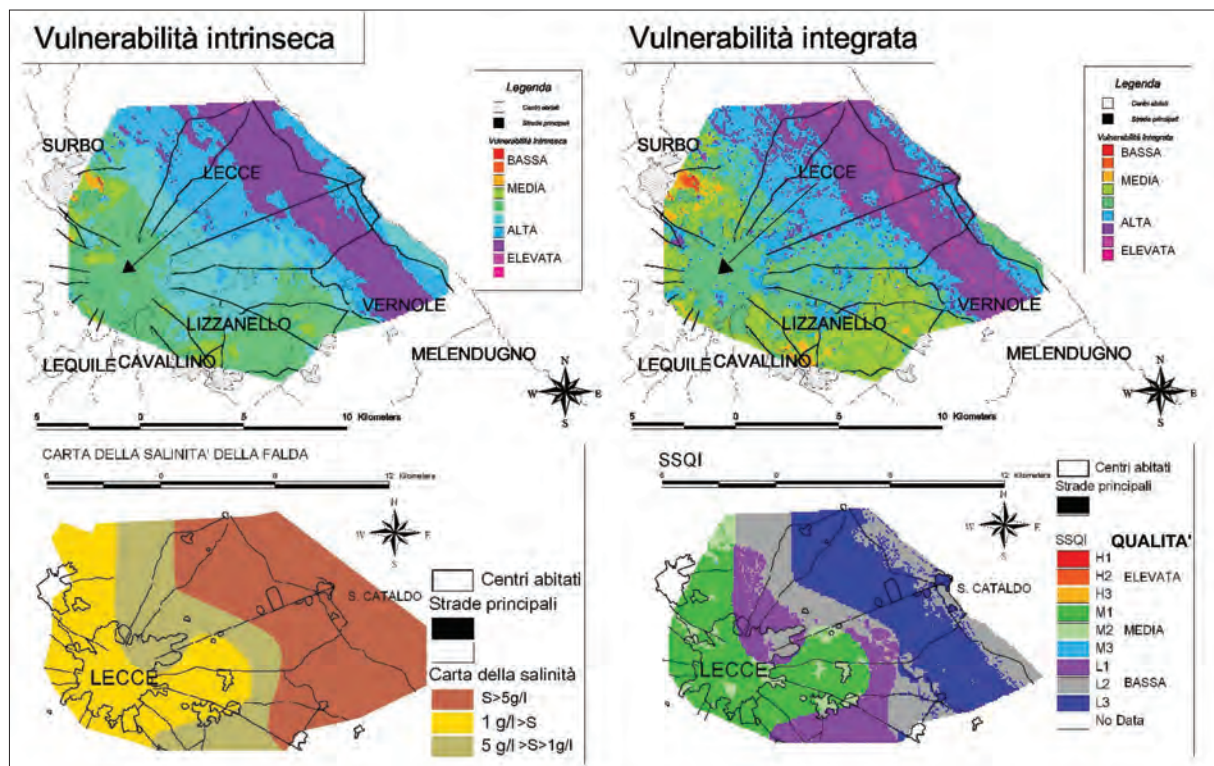 Vulnerabilità intrinseca
Legenda
Centri abitati
Strade principali
Vulnerabilità intrinseca
BASSA
MEDIA
ALTA
ELEVATA
SURBO
LECCE
VERNOLE
LIZZANELLO
LEQUILE
CAVALLINO
MELENDUGNO
N
W
E
S
5
0
5
10
Kilometers
Vulnerabilità integrata
Legenda
Centri abitati
Strade principali
Vulnerabilità integrata
BASSA
MEDIA
ALTA
ELEVATA
SURBO
LECCE
VERNOLE
LIZZANELLO
LEQUILE
CAVALLINO
MELENDUGNO
N
W
E
S
5
0
5
10
Kilometers
CARTA DELLA SALINITA' DELLA FALDA
6
0
6
12
Kilometers
N
W
E
S
S. CATALDO
LECCE
Centri abitati
Strade principali
Carta della salinità
S>5g/l
1 g/l>S
5 g/l >S>1g/l
SSQI
6
0
6
12
Kilometers
N
W
E
S
S. CATALDO
LECCE
Centri abitati
Strade principali
SSQI QUALITA'
H1
H2 ELEVATA
H3
M1
M2 MEDIA
M3
L1
L2 BASSA
L3
No Data